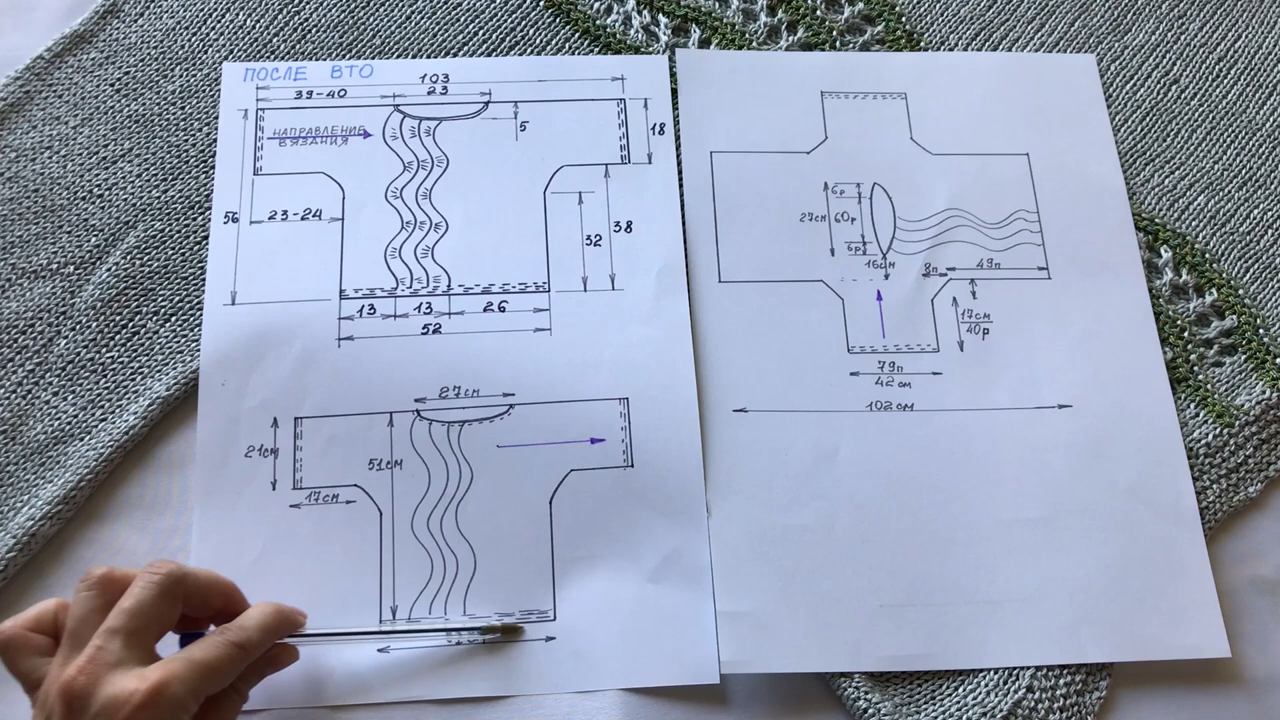 ПОСЛЕ ВТО
103
39-40
23
НАПРАВЛЕНИЕ
ВЯЗАНИЯ
5
18
56
23-24
32
38
13
13
26
52
27см
21см
51см
17см
6р
27см
60р
6р
16см
8п
49п
17см
40р
79п
42см
102см